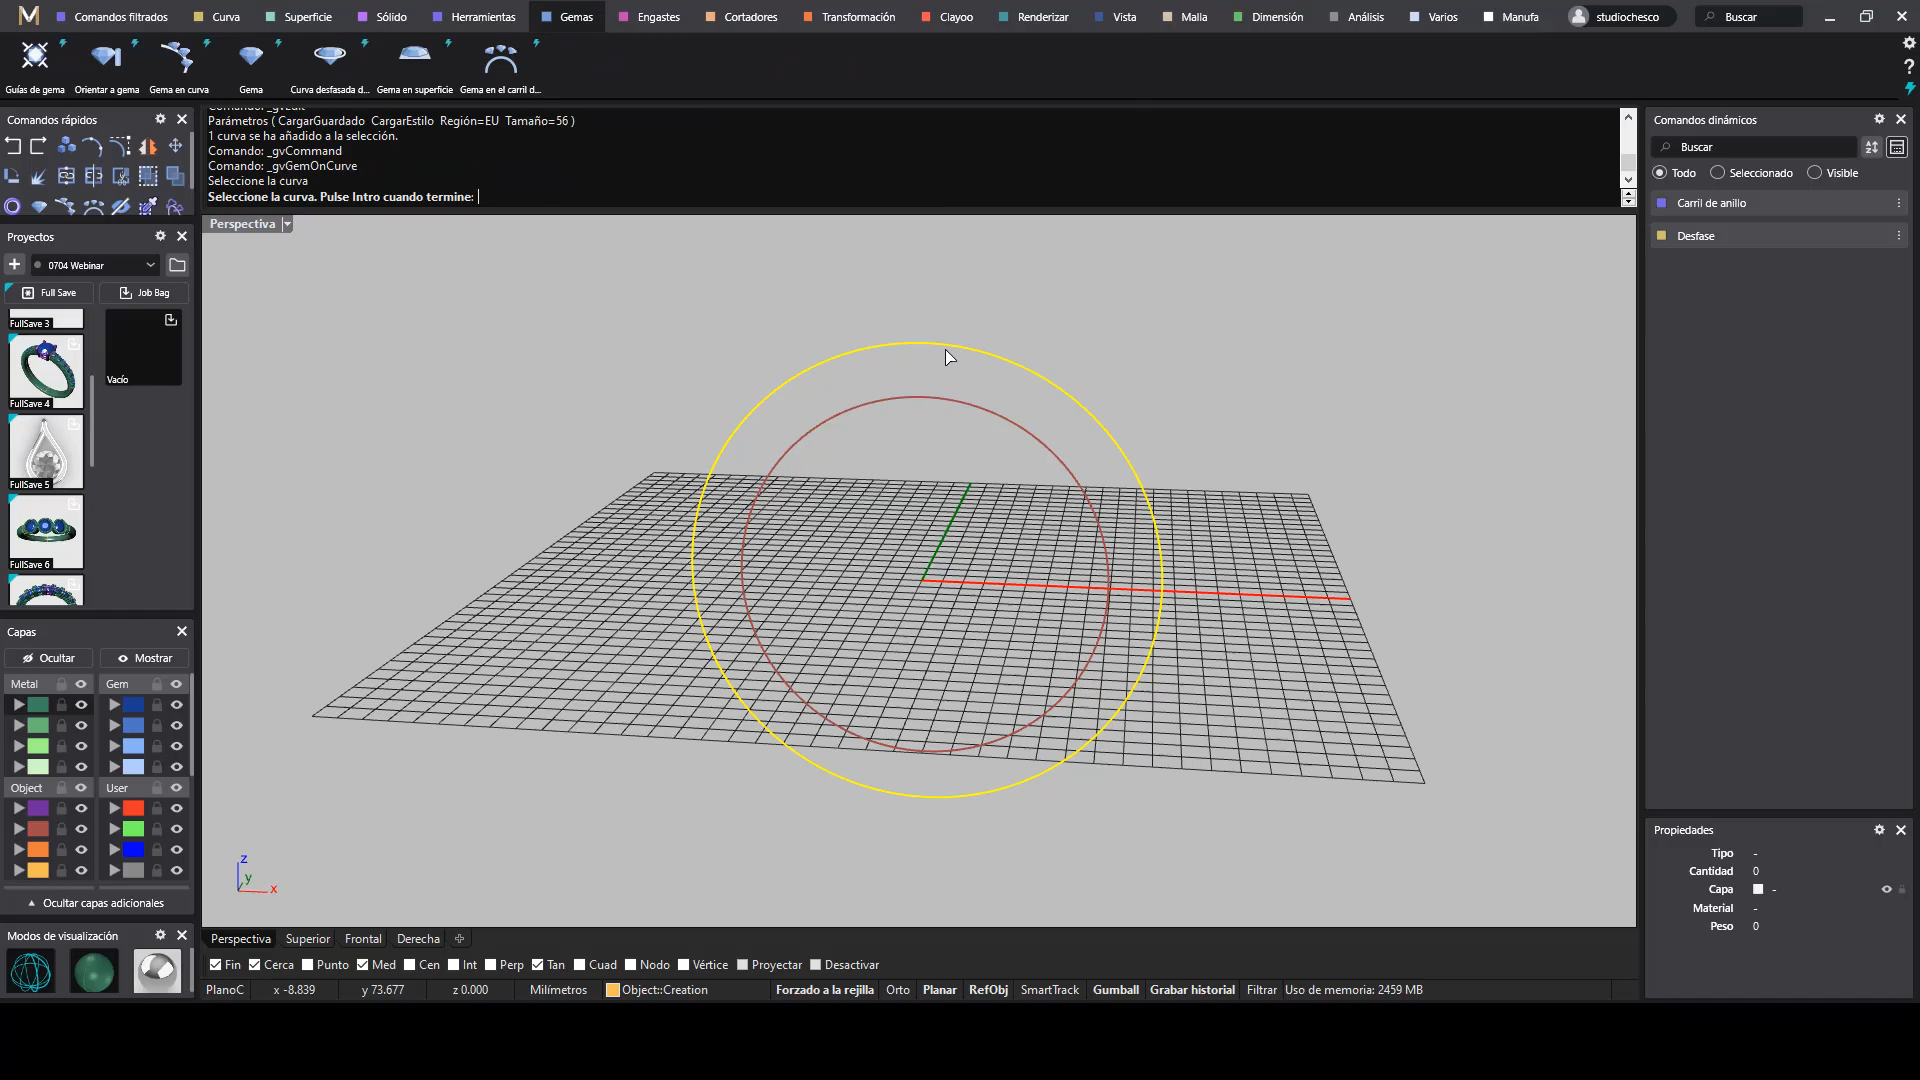 Comandos filtrados Curva Superficie Sólido Herramientas Gemas Engastes Cortadores Transformación Clayoo Renderizar Vista Malla Dimensión Análisis Varios Manufa studiochesco Buscar
Guías de gema Orientar a gema Gema en curva Gema Curva desfasada d... Gema en superficie Gema en el carril d...
Comandos rápidos
Comando: _gvEdit
Parámetros ( CargarGuardado CargarEstilo Región=EU Tamaño=56 )
1 curva se ha añadido a la selección.
Comando: _gvCommand
Comando: _gvGemOnCurve
Seleccione la curva
Seleccione la curva. Pulse Intro cuando termine:
Perspectiva
Proyectos
0704 Webinar
Full Save Job Bag
FullSave 3
Vacío
FullSave 4
FullSave 5
FullSave 6
Capas
Ocultar Mostrar
Metal Gem
Object User
Ocultar capas adicionales
Modos de visualización
z
y
x
Perspectiva Superior Frontal Derecha
Fin Cerca Punto Med Cen Int Perp Tan Cuad Nodo Vértice Proyectar Desactivar
PlanoC x -8.839 y 73.677 z 0.000 Milímetros Object::Creation Forzado a la rejilla Orto Planar RefObj SmartTrack Gumball Grabar historial Filtrar Uso de memoria: 2459 MB
Comandos dinámicos
Buscar
Todo Seleccionado Visible
Carril de anillo
Desfase
Propiedades
Tipo -
Cantidad 0
Capa -
Material -
Peso 0